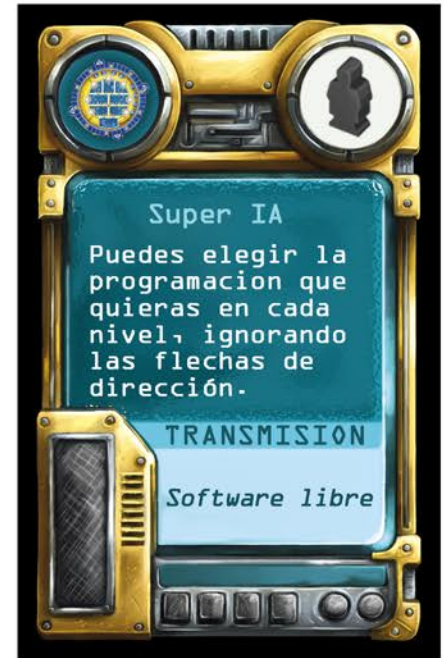 Super IA
Puedes elegir la
programacion que
quieras en cada
nivel, ignorando
las flechas de
dirección.
TRANSMISION
Software libre